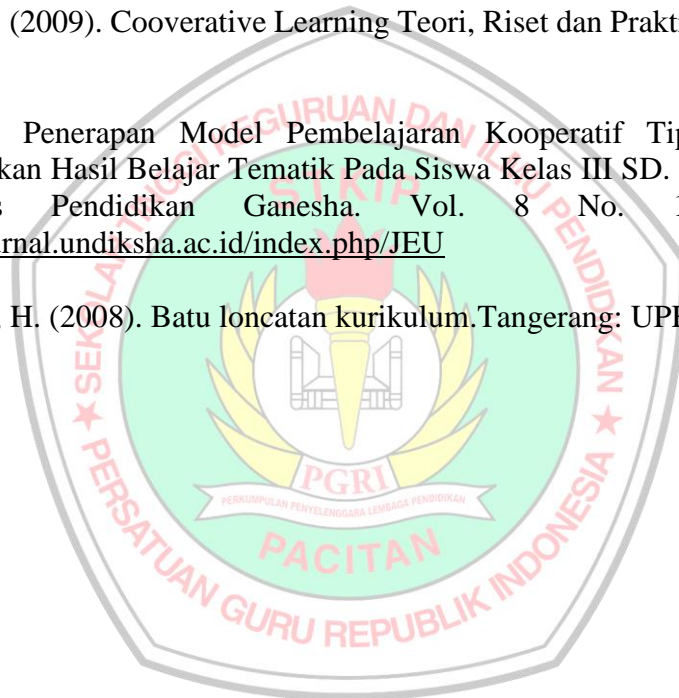 (2009). Cooverative Learning Teori, Riset dan Prakti
Penerapan Model Pembelajaran Kooperatif Tip
kan Hasil Belajar Tematik Pada Siswa Kelas III SD.
s Pendidikan Ganesha. Vol. 8 No.
rnal.undiksha.ac.id/index.php/JEU
H. (2008). Batu loncatan kurikulum.Tangerang: UPH
SEKOLAH TINGGI KEGURUAN DAN ILMU PENDIDIKAN
STKIP
PGRI
PERKUMPULAN PENYELENGGARA LEMBAGA PENDIDIKAN
PACITAN
PERSATUAN GURU REPUBLIK INDONESIA